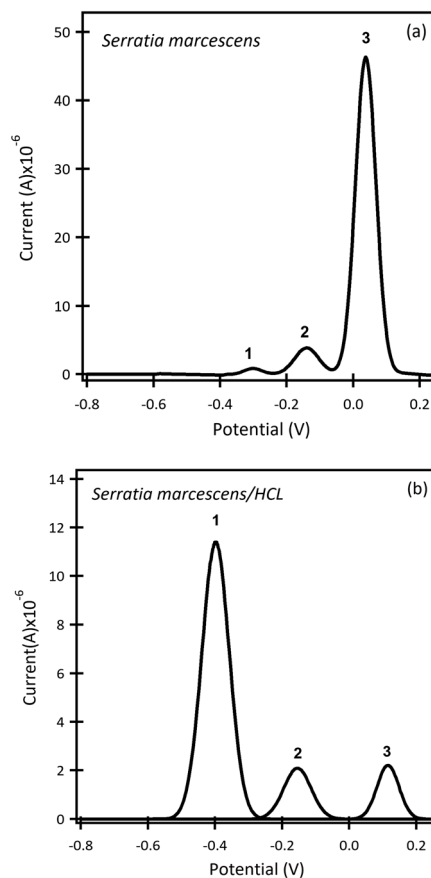 Serratia marcescens
(a)
3
2
1
50
40
30
20
10
0
Current (A)x10⁻⁶
-0.8 -0.6 -0.4 -0.2 0.0 0.2
Potential (V)
Serratia marcescens/HCL
(b)
1
2
3
14
12
10
8
6
4
2
0
Current(A)x10⁻⁶
-0.8 -0.6 -0.4 -0.2 0.0 0.2
Potential (V)